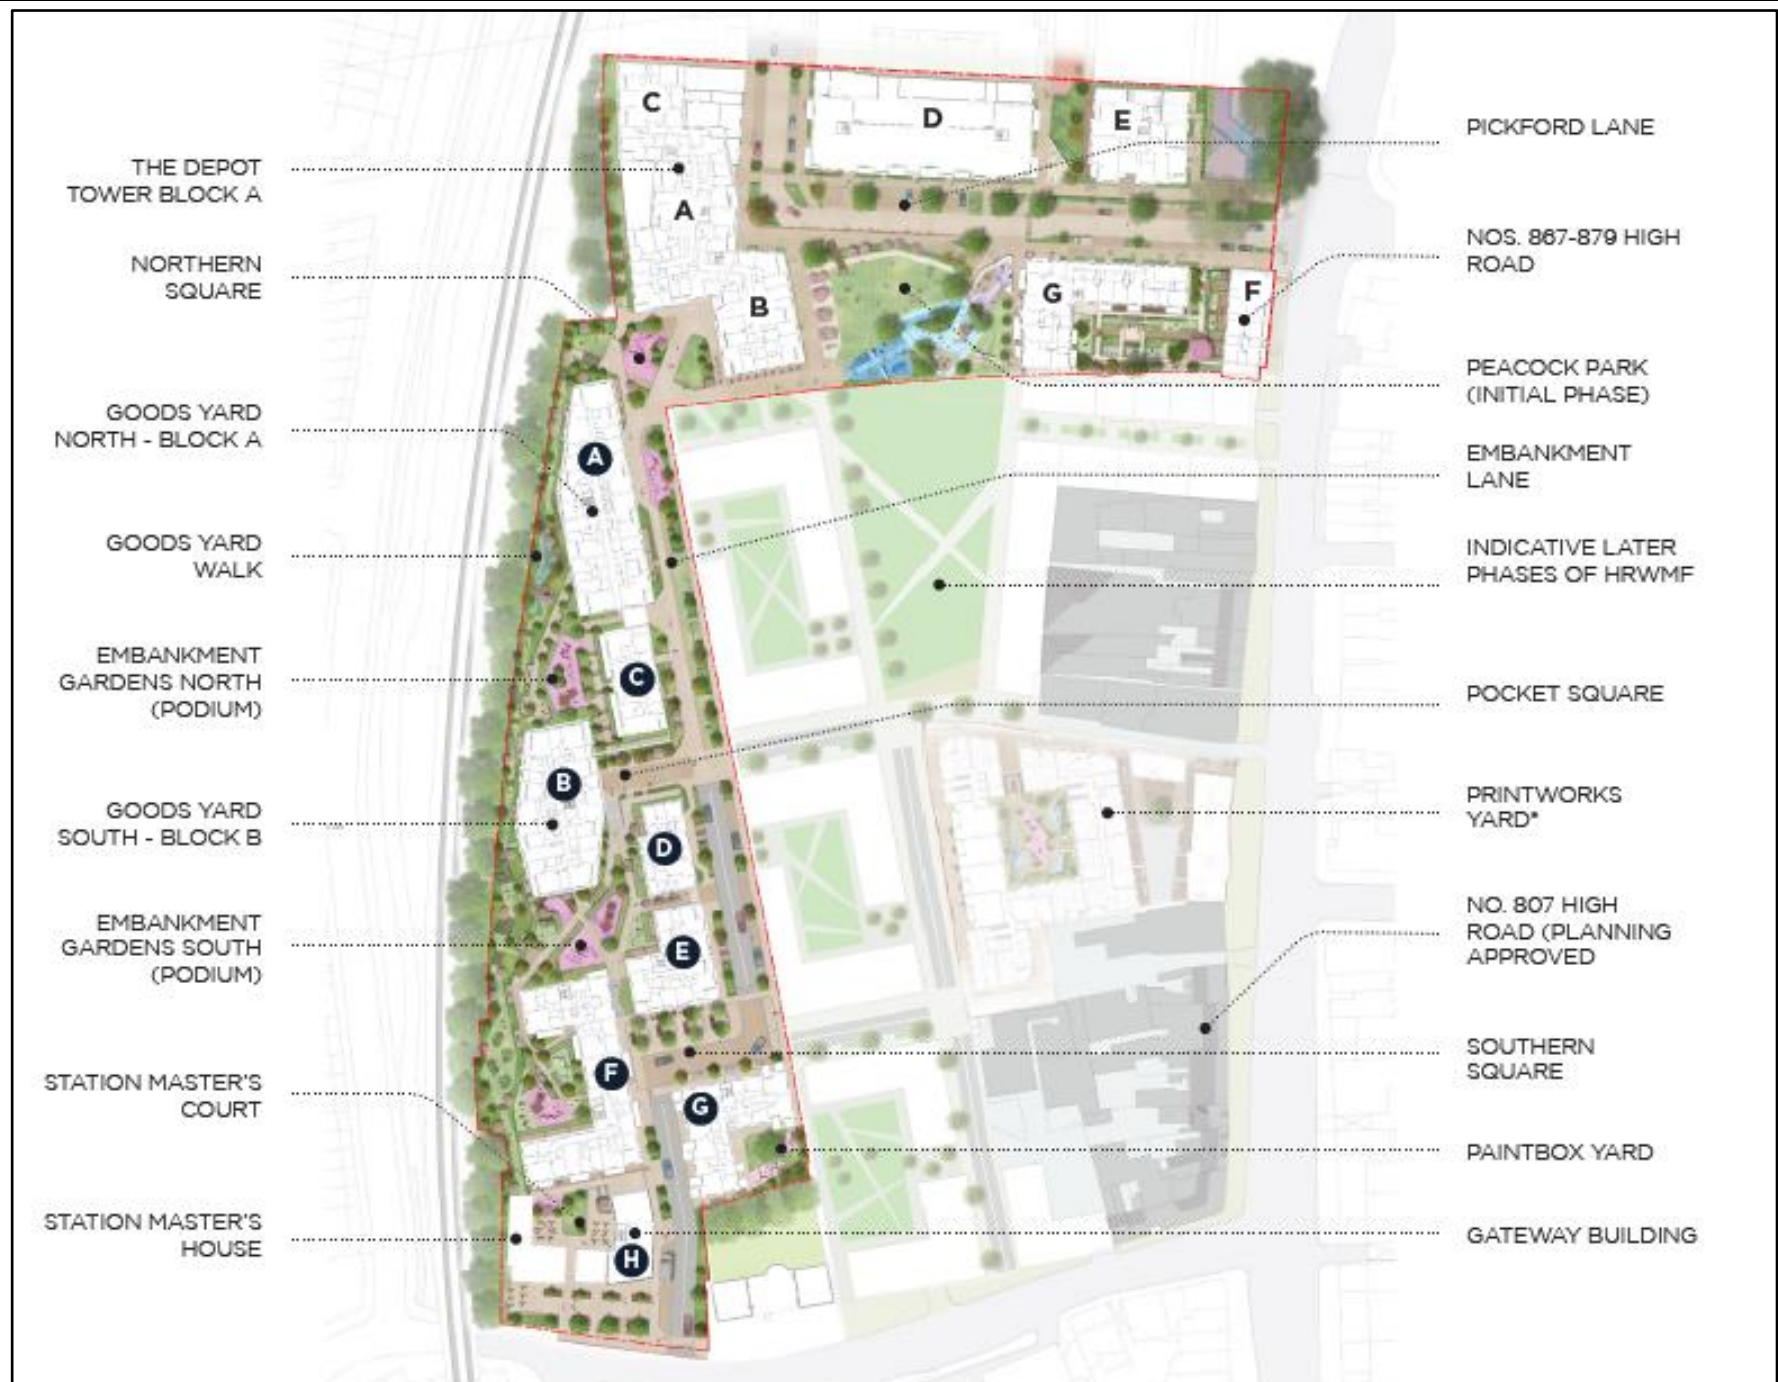 THE DEPOT
TOWER BLOCK A
NORTHERN
SQUARE
GOODS YARD
NORTH - BLOCK A
GOODS YARD
WALK
EMBANKMENT
GARDENS NORTH
(PODIUM)
GOODS YARD
SOUTH - BLOCK B
EMBANKMENT
GARDENS SOUTH
(PODIUM)
STATION MASTER'S
COURT
STATION MASTER'S
HOUSE
C
D
E
A
B
G
F
A
C
B
D
E
F
G
H
PICKFORD LANE
NOS. 867-879 HIGH
ROAD
PEACOCK PARK
(INITIAL PHASE)
EMBANKMENT
LANE
INDICATIVE LATER
PHASES OF HRWMF
POCKET SQUARE
PRINTWORKS
YARD*
NO. 807 HIGH
ROAD (PLANNING
APPROVED
SOUTHERN
SQUARE
PAINTBOX YARD
GATEWAY BUILDING